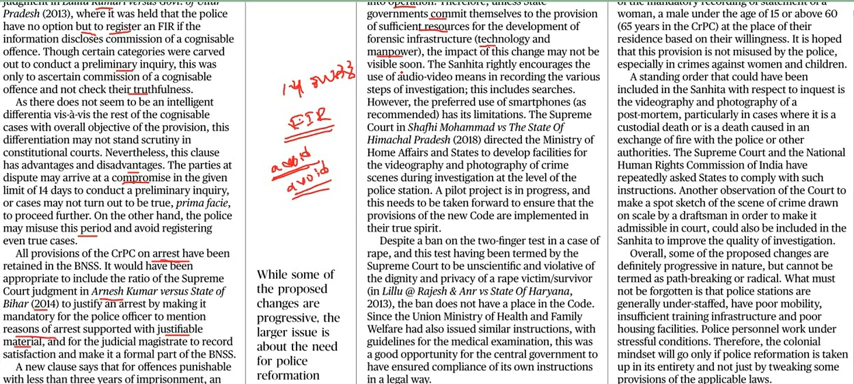 judgment in Lalita Kumari versus Govt. of Uttar
Pradesh (2013), where it was held that the police
have no option but to register an FIR if the
information discloses commission of a cognisable
offence. Though certain categories were carved
out to conduct a preliminary inquiry, this was
only to ascertain commission of a cognisable
offence and not check their truthfulness.
As there does not seem to be an intelligent
differentia vis-à-vis the rest of the cognisable
cases with overall objective of the provision, this
differentiation may not stand scrutiny in
constitutional courts. Nevertheless, this clause
has advantages and disadvantages. The parties at
dispute may arrive at a compromise in the given
limit of 14 days to conduct a preliminary inquiry,
or cases may not turn out to be true, prima facie,
to proceed further. On the other hand, the police
may misuse this period and avoid registering
even true cases.
All provisions of the CrPC on arrest have been
retained in the BNSS. It would have been
appropriate to include the ratio of the Supreme
Court judgment in Arnesh Kumar versus State of
Bihar (2014) to justify an arrest by making it
mandatory for the police officer to mention
reasons of arrest supported with justifiable
material, and for the judicial magistrate to record
satisfaction and make it a formal part of the BNSS.
A new clause says that for offences punishable
with less than three years of imprisonment, an
14
FIR
avoid
avoid
While some of
the proposed
changes are
progressive, the
larger issue is
about the need
for police
reformation
into operation. Therefore, unless State
governments commit themselves to the provision
of sufficient resources for the development of
forensic infrastructure (technology and
manpower), the impact of this change may not be
visible soon. The Sanhita rightly encourages the
use of audio-video means in recording the various
steps of investigation; this includes searches.
However, the preferred use of smartphones (as
recommended) has its limitations. The Supreme
Court in Shafhi Mohammad vs The State Of
Himachal Pradesh (2018) directed the Ministry of
Home Affairs and States to develop facilities for
the videography and photography of crime
scenes during investigation at the level of the
police station. A pilot project is in progress, and
this needs to be taken forward to ensure that the
provisions of the new Code are implemented in
their true spirit.
Despite a ban on the two-finger test in a case of
rape, and this test having been termed by the
Supreme Court to be unscientific and violative of
the dignity and privacy of a rape victim/survivor
(in Lillu @ Rajesh & Anr vs State Of Haryana,
2013), the ban does not have a place in the Code.
Since the Union Ministry of Health and Family
Welfare had also issued similar instructions, with
guidelines for the medical examination, this was
a good opportunity for the central government to
have ensured compliance of its own instructions
in a legal way.
of the mandatory recording of statement of a
woman, a male under the age of 15 or above 60
(65 years in the CrPC) at the place of their
residence based on their willingness. It is hoped
that this provision is not misused by the police,
especially in crimes against women and children.
A standing order that could have been
included in the Sanhita with respect to inquest is
the videography and photography of a
post-mortem, particularly in cases where it is a
custodial death or is a death caused in an
exchange of fire with the police or other
authorities. The Supreme Court and the National
Human Rights Commission of India have
repeatedly asked States to comply with such
instructions. Another observation of the Court to
make a spot sketch of the scene of crime drawn
on scale by a draftsman in order to make it
admissible in court, could also be included in the
Sanhita to improve the quality of investigation.
Overall, some of the proposed changes are
definitely progressive in nature, but cannot be
termed as path-breaking or radical. What must
not be forgotten is that police stations are
generally under-staffed, have poor mobility,
insufficient training infrastructure and poor
housing facilities. Police personnel work under
stressful conditions. Therefore, the colonial
mindset will go only if police reformation is taken
up in its entirety and not just by tweaking some
provisions of the applicable laws.